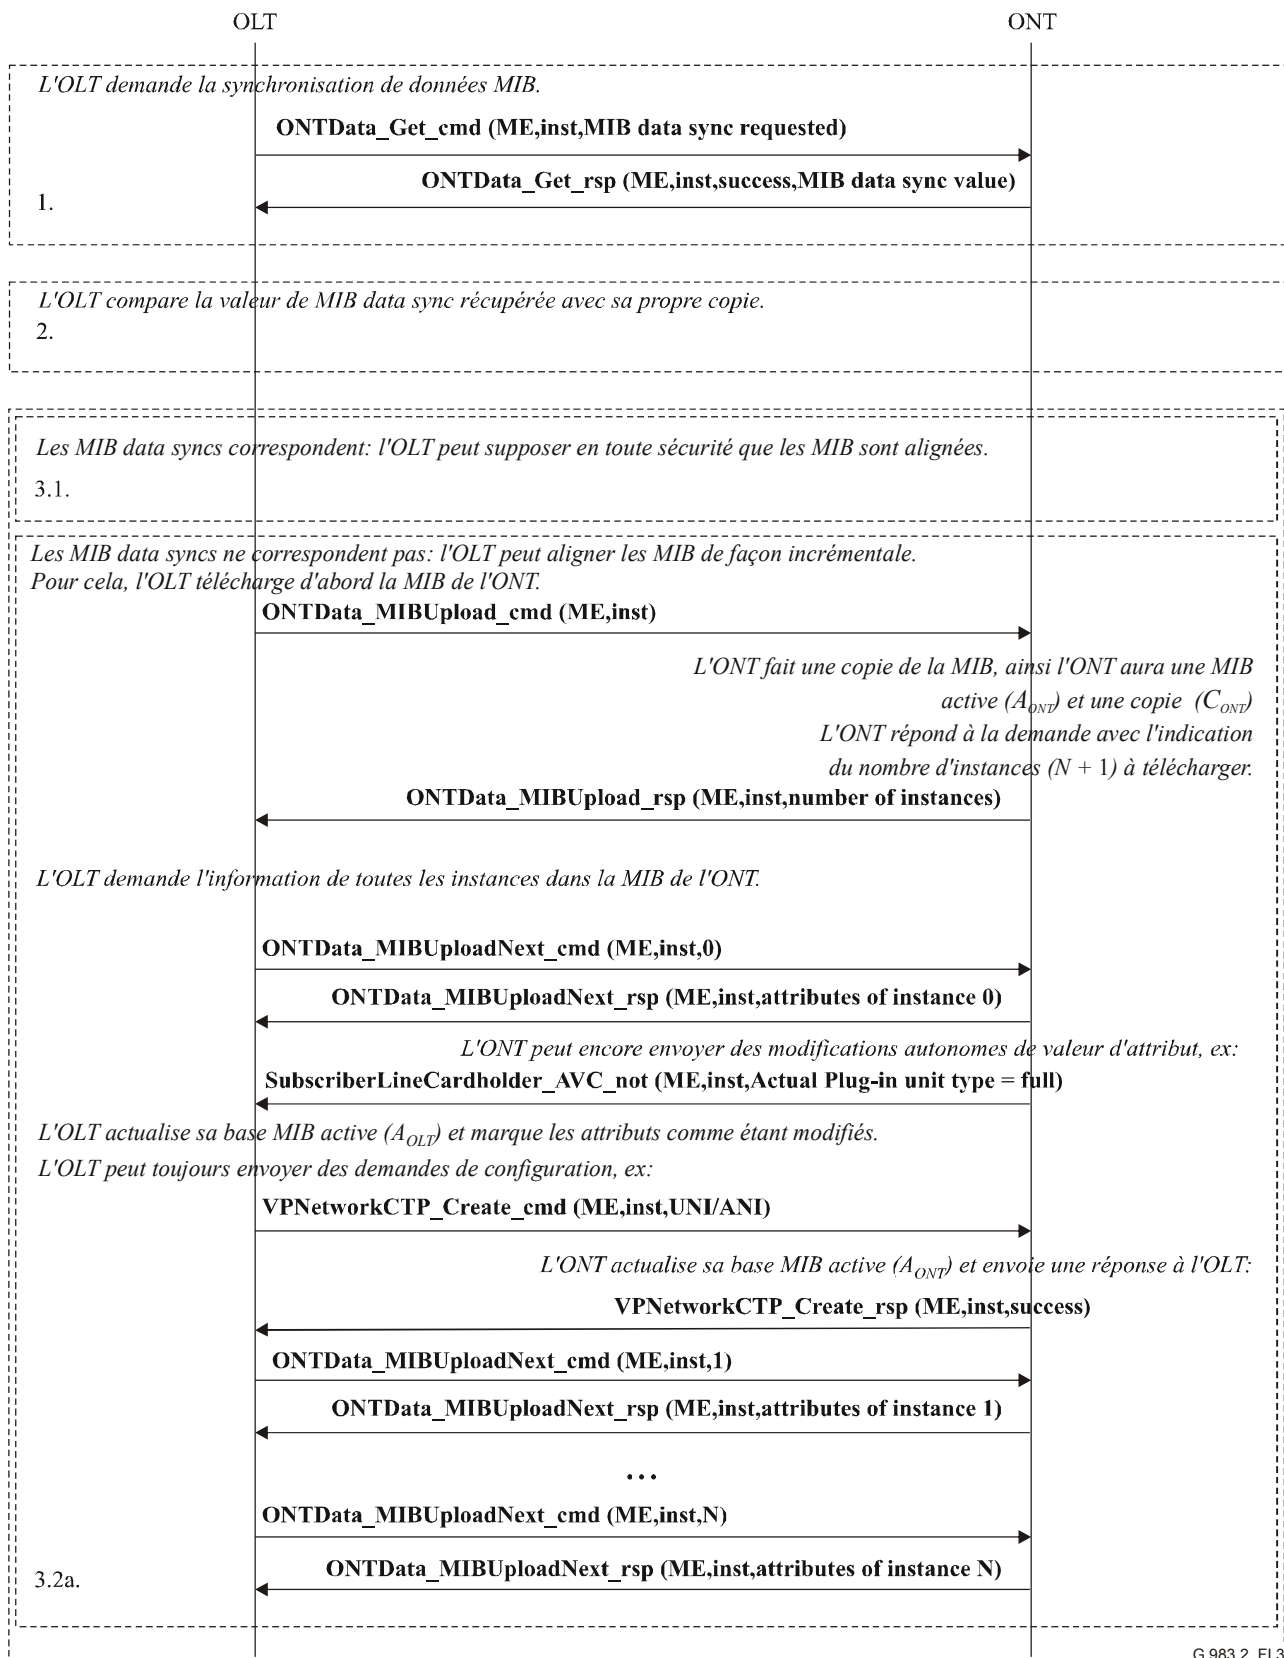 OLT ONT
L'OLT demande la synchronisation de données MIB.
ONTData_Get_cmd (ME,inst,MIB data sync requested)
ONTData_Get_rsp (ME,inst,success,MIB data sync value)
1.
L'OLT compare la valeur de MIB data sync récupérée avec sa propre copie.
2.
Les MIB data syncs correspondent: l'OLT peut supposer en toute sécurité que les MIB sont alignées.
3.1.
Les MIB data syncs ne correspondent pas: l'OLT peut aligner les MIB de façon incrémentale.
Pour cela, l'OLT télécharge d'abord la MIB de l'ONT.
ONTData_MIBUpload_cmd (ME,inst)
L'ONT fait une copie de la MIB, ainsi l'ONT aura une MIB
active (A_ONT) et une copie (C_ONT)
L'ONT répond à la demande avec l'indication
du nombre d'instances (N + 1) à télécharger.
ONTData_MIBUpload_rsp (ME,inst,number of instances)
L'OLT demande l'information de toutes les instances dans la MIB de l'ONT.
ONTData_MIBUploadNext_cmd (ME,inst,0)
ONTData_MIBUploadNext_rsp (ME,inst,attributes of instance 0)
L'ONT peut encore envoyer des modifications autonomes de valeur d'attribut, ex:
SubscriberLineCardholder_AVC_not (ME,inst,Actual Plug-in unit type = full)
L'OLT actualise sa base MIB active (A_OLT) et marque les attributs comme étant modifiés.
L'OLT peut toujours envoyer des demandes de configuration, ex:
VPNetworkCTP_Create_cmd (ME,inst,UNI/ANI)
L'ONT actualise sa base MIB active (A_ONT) et envoie une réponse à l'OLT:
VPNetworkCTP_Create_rsp (ME,inst,success)
ONTData_MIBUploadNext_cmd (ME,inst,1)
ONTData_MIBUploadNext_rsp (ME,inst,attributes of instance 1)
...
ONTData_MIBUploadNext_cmd (ME,inst,N)
ONTData_MIBUploadNext_rsp (ME,inst,attributes of instance N)
3.2a.